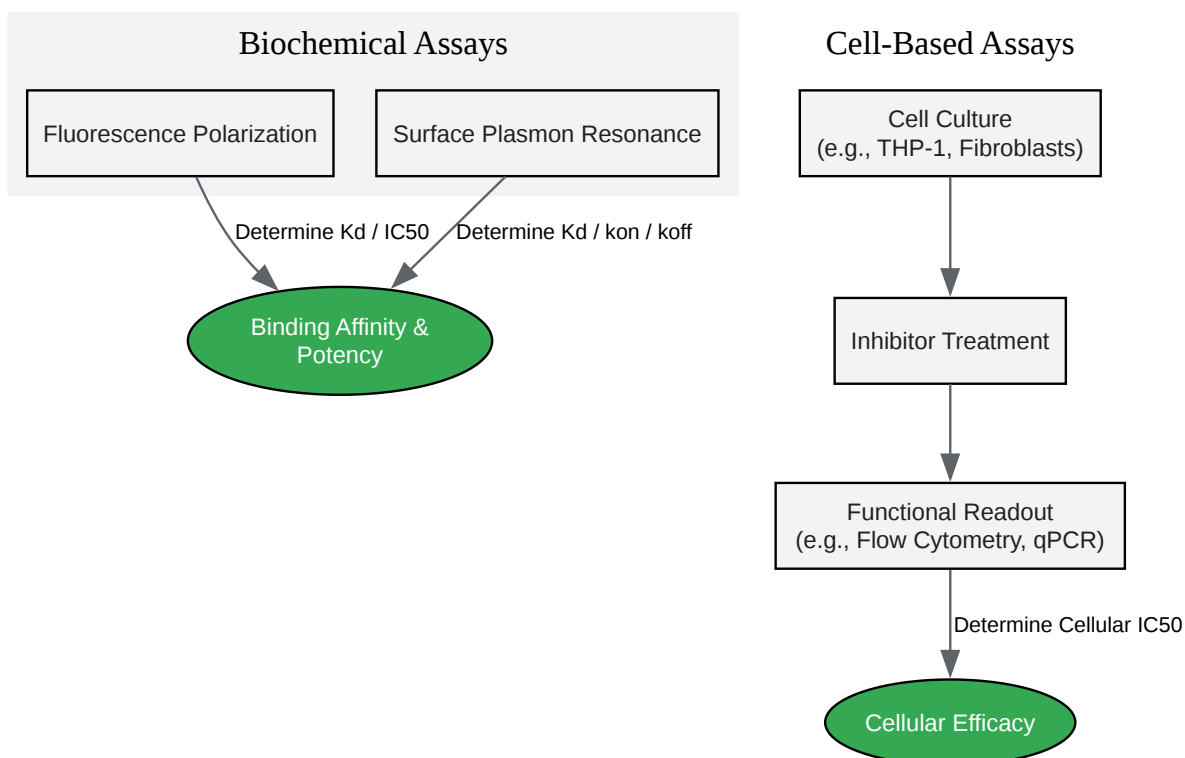 Biochemical Assays
Fluorescence Polarization
Surface Plasmon Resonance
Determine Kd / IC50
Determine Kd / kon / koff
Binding Affinity &
Potency
Cell-Based Assays
Cell Culture
(e.g., THP-1, Fibroblasts)
Inhibitor Treatment
Functional Readout
(e.g., Flow Cytometry, qPCR)
Determine Cellular IC50
Cellular Efficacy